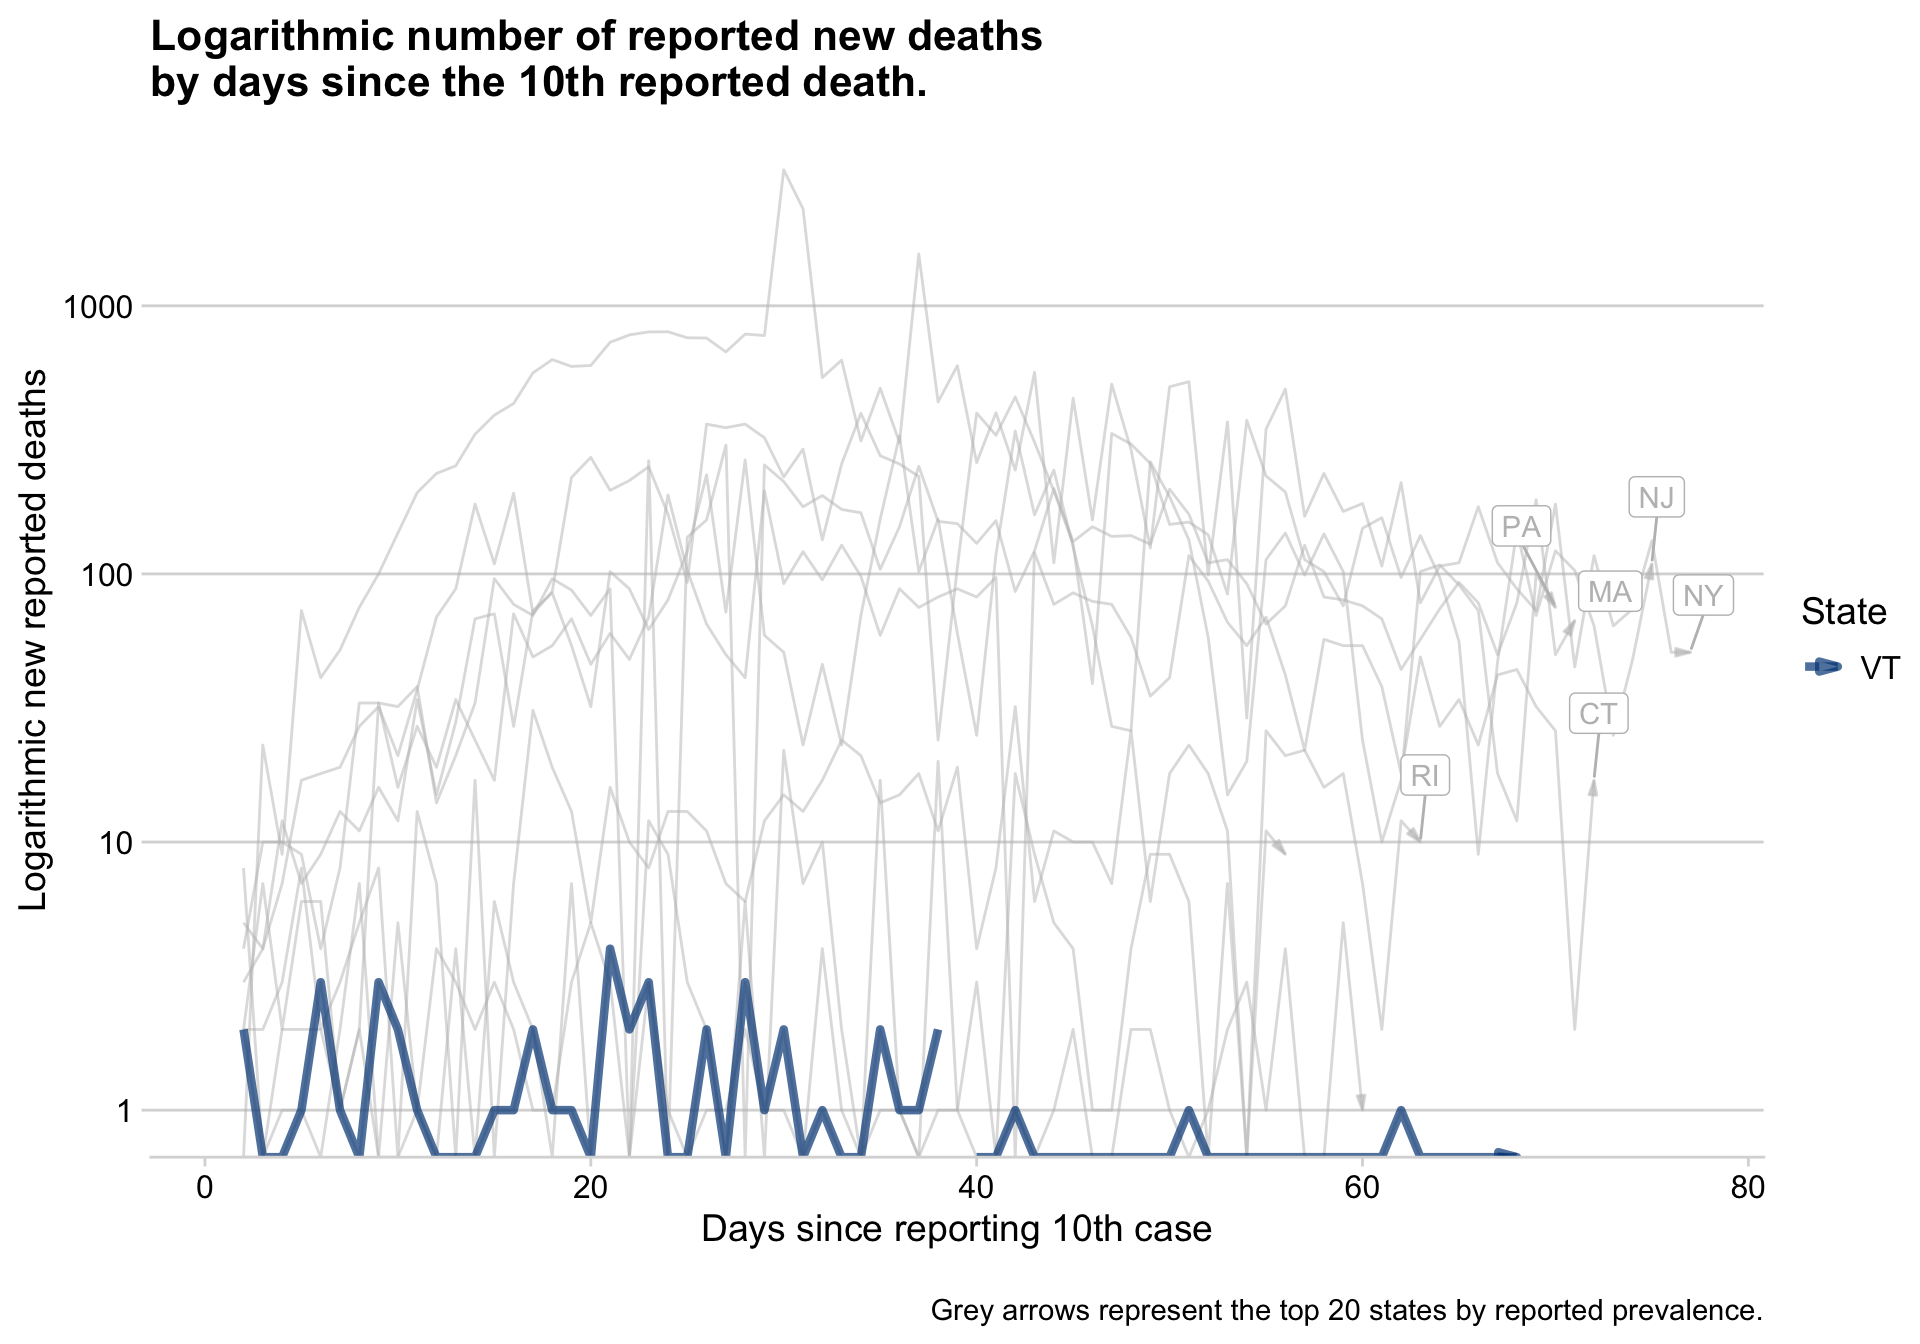 Logarithmic number of reported new deaths
by days since the 10th reported death.
Logarithmic new reported deaths
1000
100
10
1
PA
NJ
MA
NY
CT
RI
State
VT
0
20
40
60
80
Days since reporting 10th case
Grey arrows represent the top 20 states by reported prevalence.